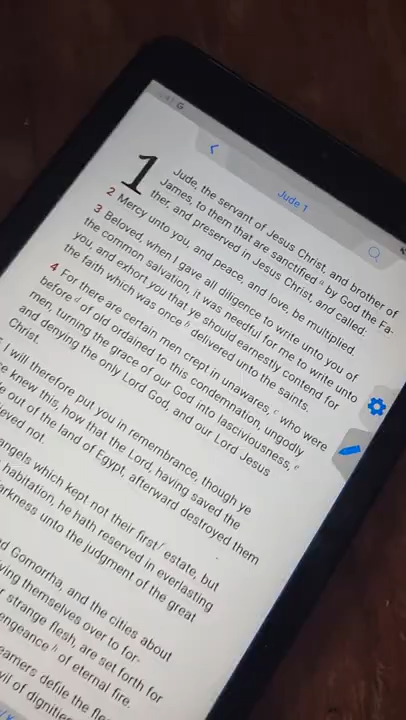 Jude 1
1 Jude, the servant of Jesus Christ, and brother of
James, to them that are sanctified a by God the Fa-
ther, and preserved in Jesus Christ, and called:
2 Mercy unto you, and peace, and love, be multiplied.
3 Beloved, when I gave all diligence to write unto you of
the common salvation, it was needful for me to write unto
you, and exhort you that ye should earnestly contend for
the faith which was once b delivered unto the saints.
4 For there are certain men crept in unawares, c who were
before d of old ordained to this condemnation, ungodly
men, turning the grace of our God into lasciviousness, e
and denying the only Lord God, and our Lord Jesus
Christ.
I will therefore put you in remembrance, though ye
knew this, how that the Lord, having saved the
out of the land of Egypt, afterward destroyed them
not.
angels which kept not their first f estate, but
habitation, he hath reserved in everlasting
unto the judgment of the great
Gomorrha, and the cities about
themselves over to for-
strange flesh, are set forth for
h of eternal fire.
defile the
of